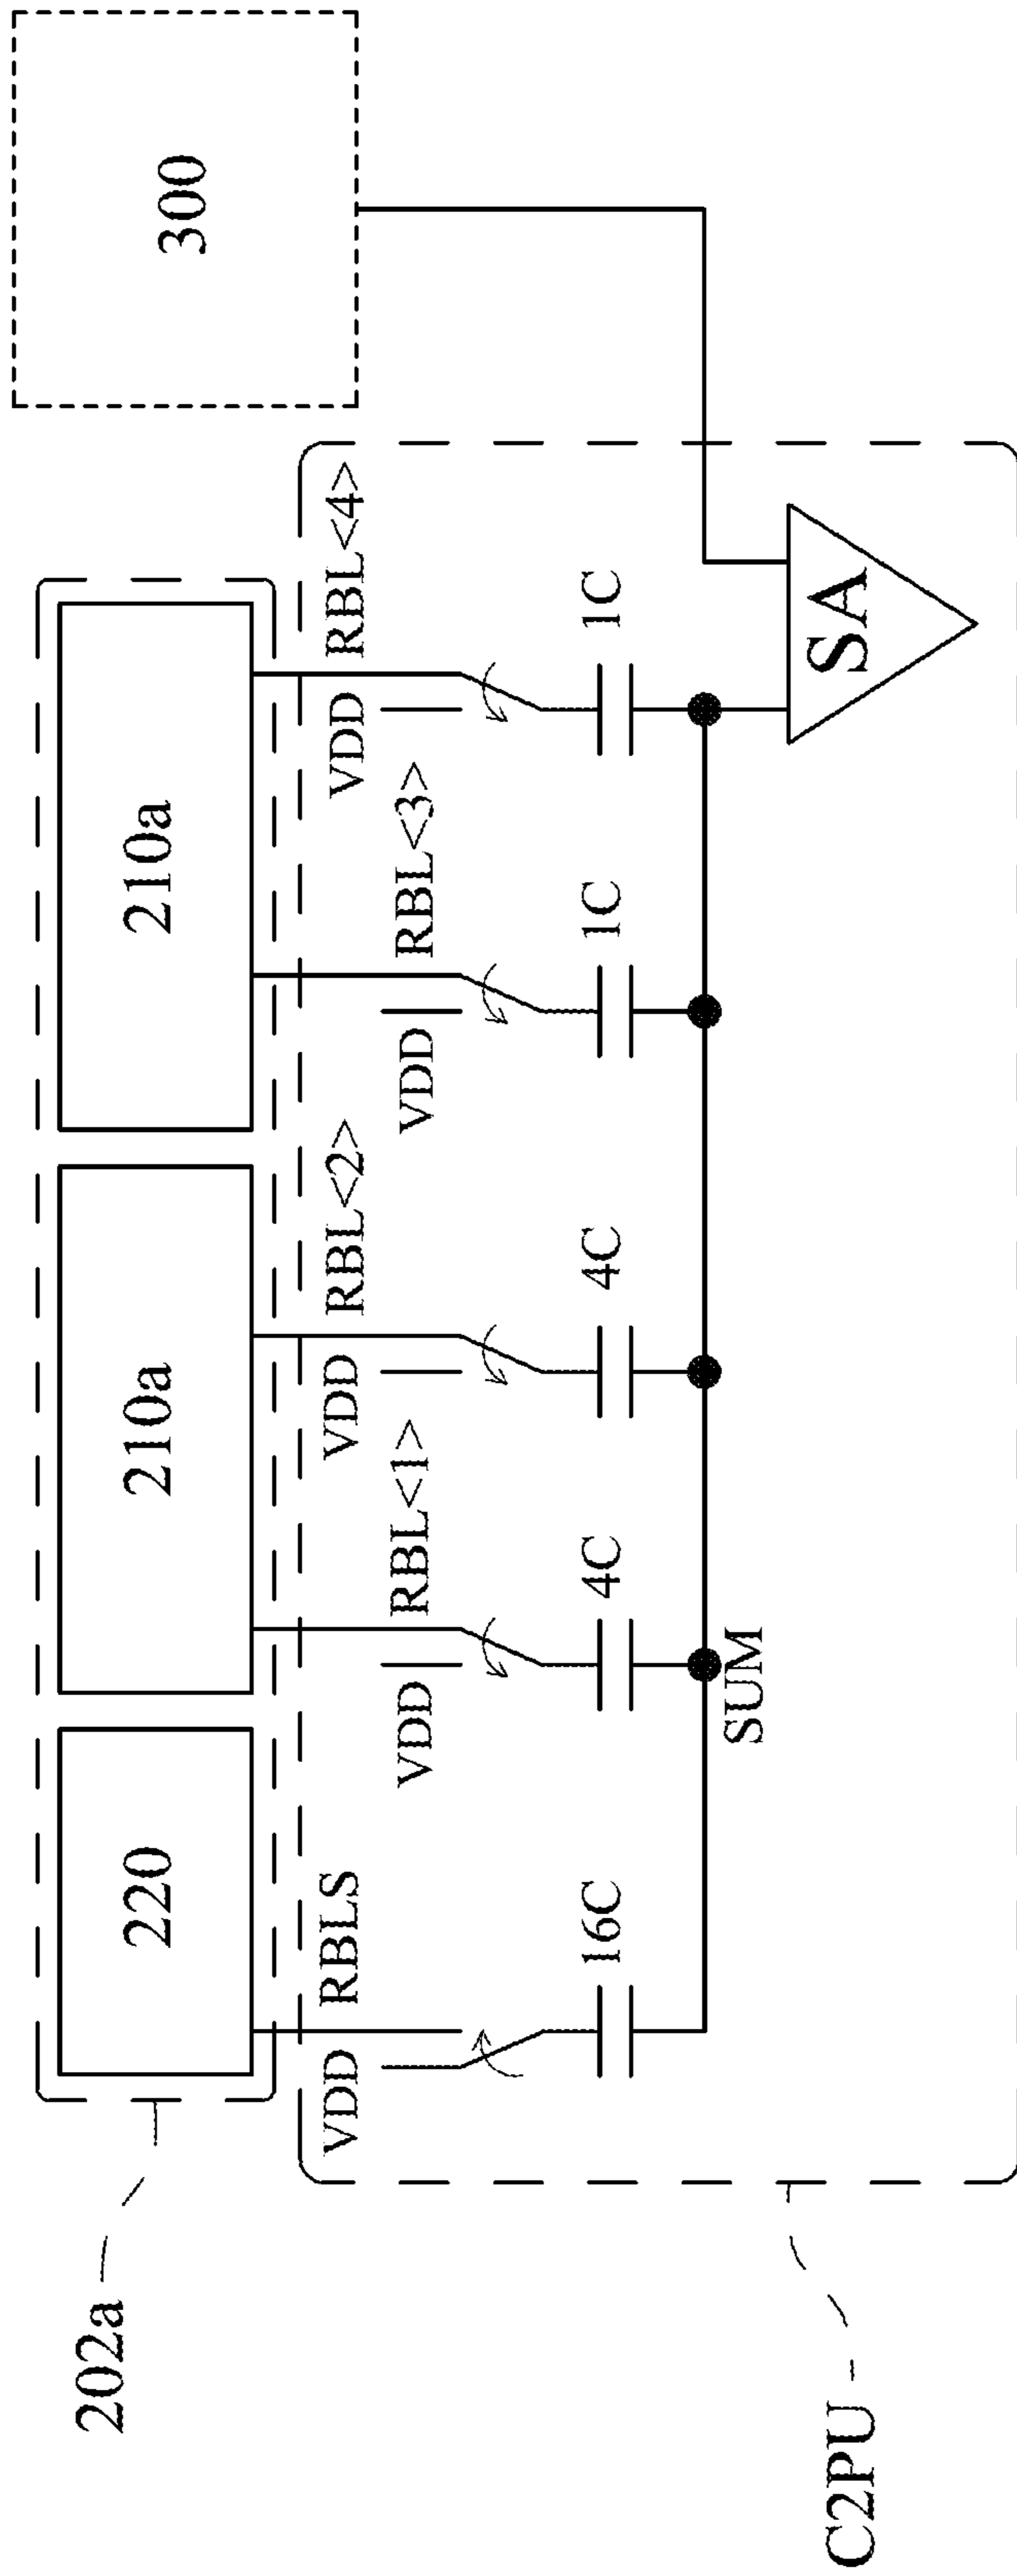 202a
220
210a
210a
300
VDD
RBLS
VDD
RBL<1>
VDD
RBL<2>
VDD
RBL<3>
VDD
RBL<4>
16C
4C
4C
1C
1C
SUM
SA
C2PU